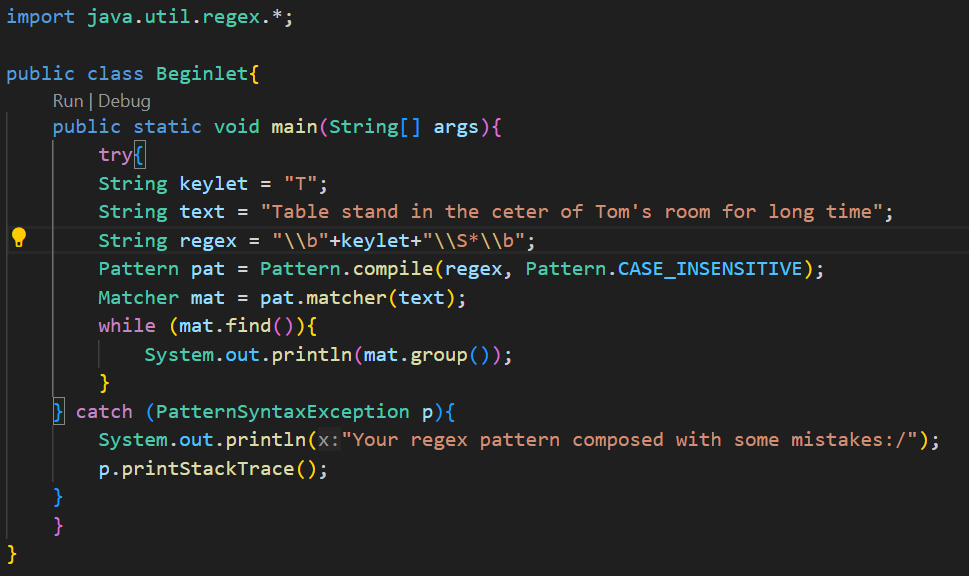 import java.util.regex.*;
public class Beginlet{
Run | Debug
public static void main(String[] args){
try{
String keylet = "T";
String text = "Table stand in the ceter of Tom's room for long time";
String regex = "\\b"+keylet+"\\S*\\b";
Pattern pat = Pattern.compile(regex, Pattern.CASE_INSENSITIVE);
Matcher mat = pat.matcher(text);
while (mat.find()){
System.out.println(mat.group());
}
} catch (PatternSyntaxException p){
System.out.println(x:"Your regex pattern composed with some mistakes:/");
p.printStackTrace();
}
}
}